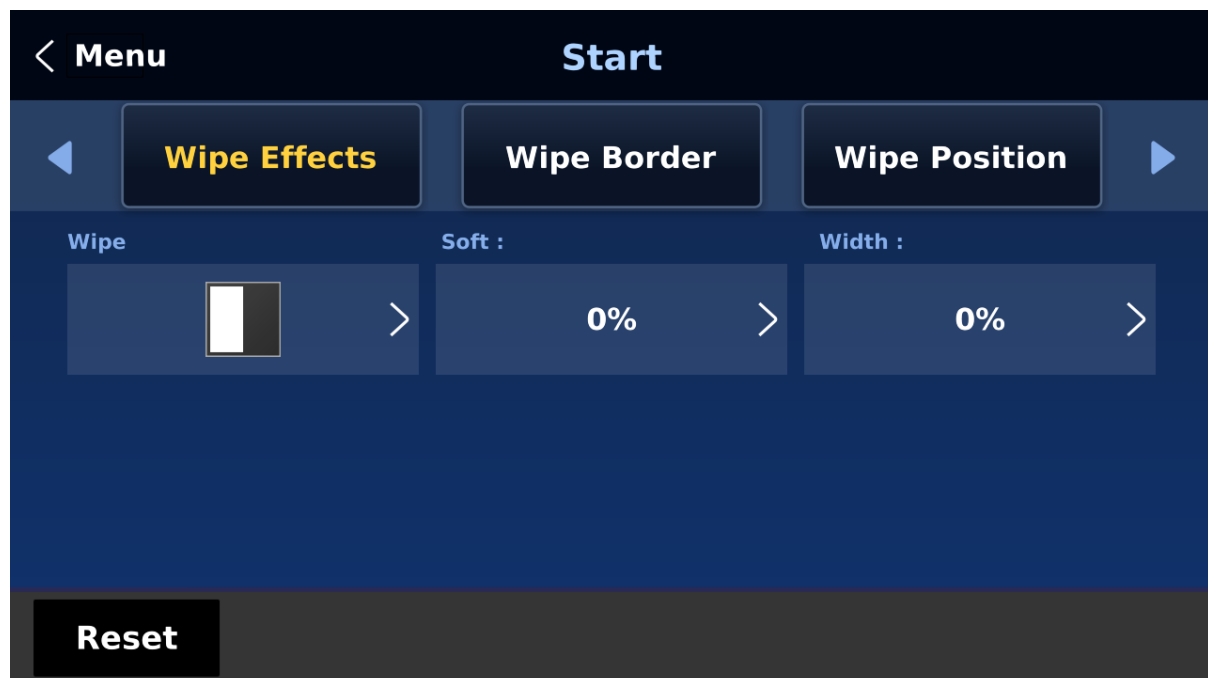 Menu
Start
Wipe Effects
Wipe Border
Wipe Position
Wipe
Soft :
Width :
0%
0%
Reset